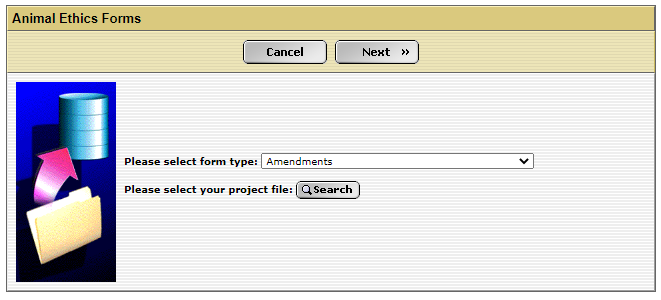 Animal Ethics Forms
Cancel Next »
Please select form type: Amendments
Please select your project file: Search